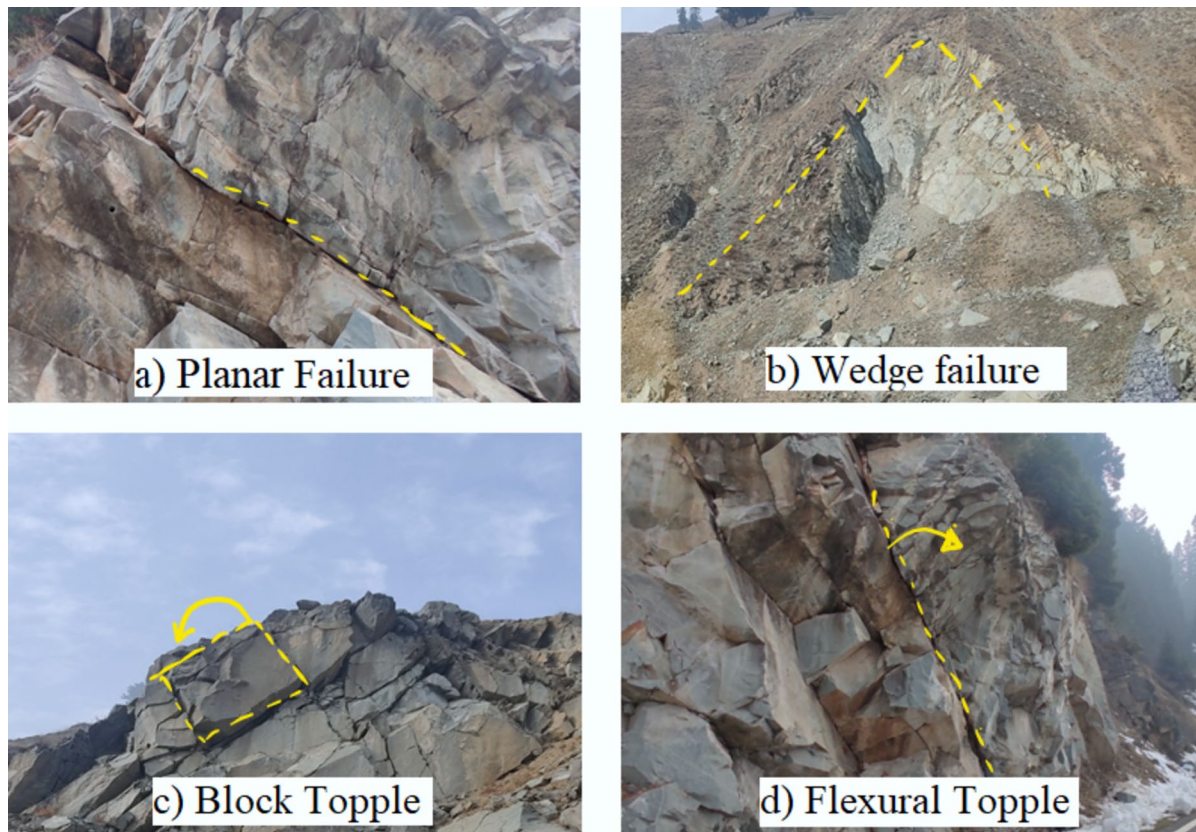 a) Planar Failure
b) Wedge failure
c) Block Topple
d) Flexural Topple